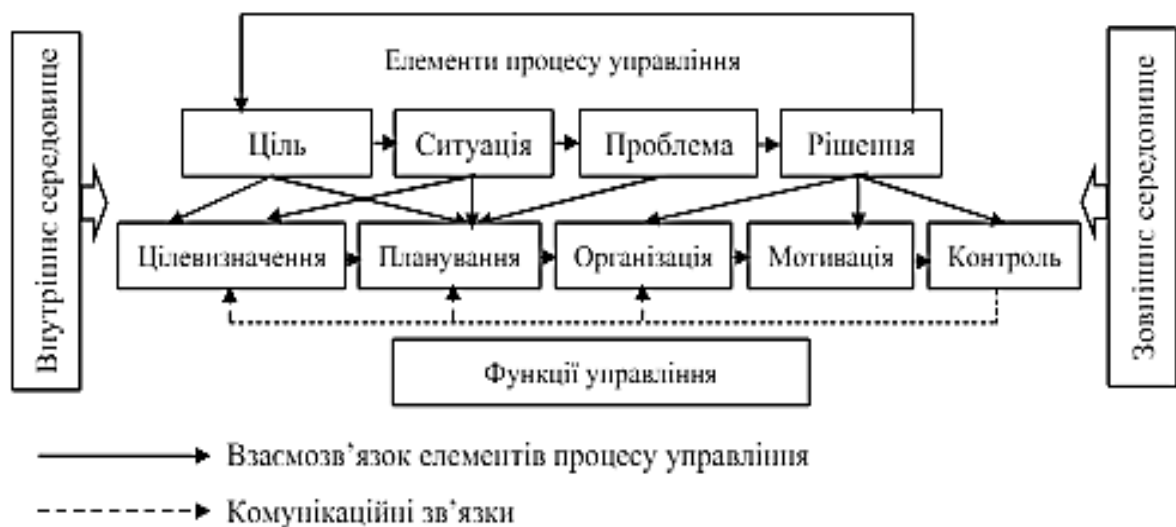 Елементи процесу управління
Внутрішнє середовище
Зовнішнє середовище
Ціль
Ситуація
Проблема
Рішення
Цілевизначення
Планування
Організація
Мотивація
Контроль
Функції управління
Взаємозв’язок елементів процесу управління
Комунікаційні зв’язки